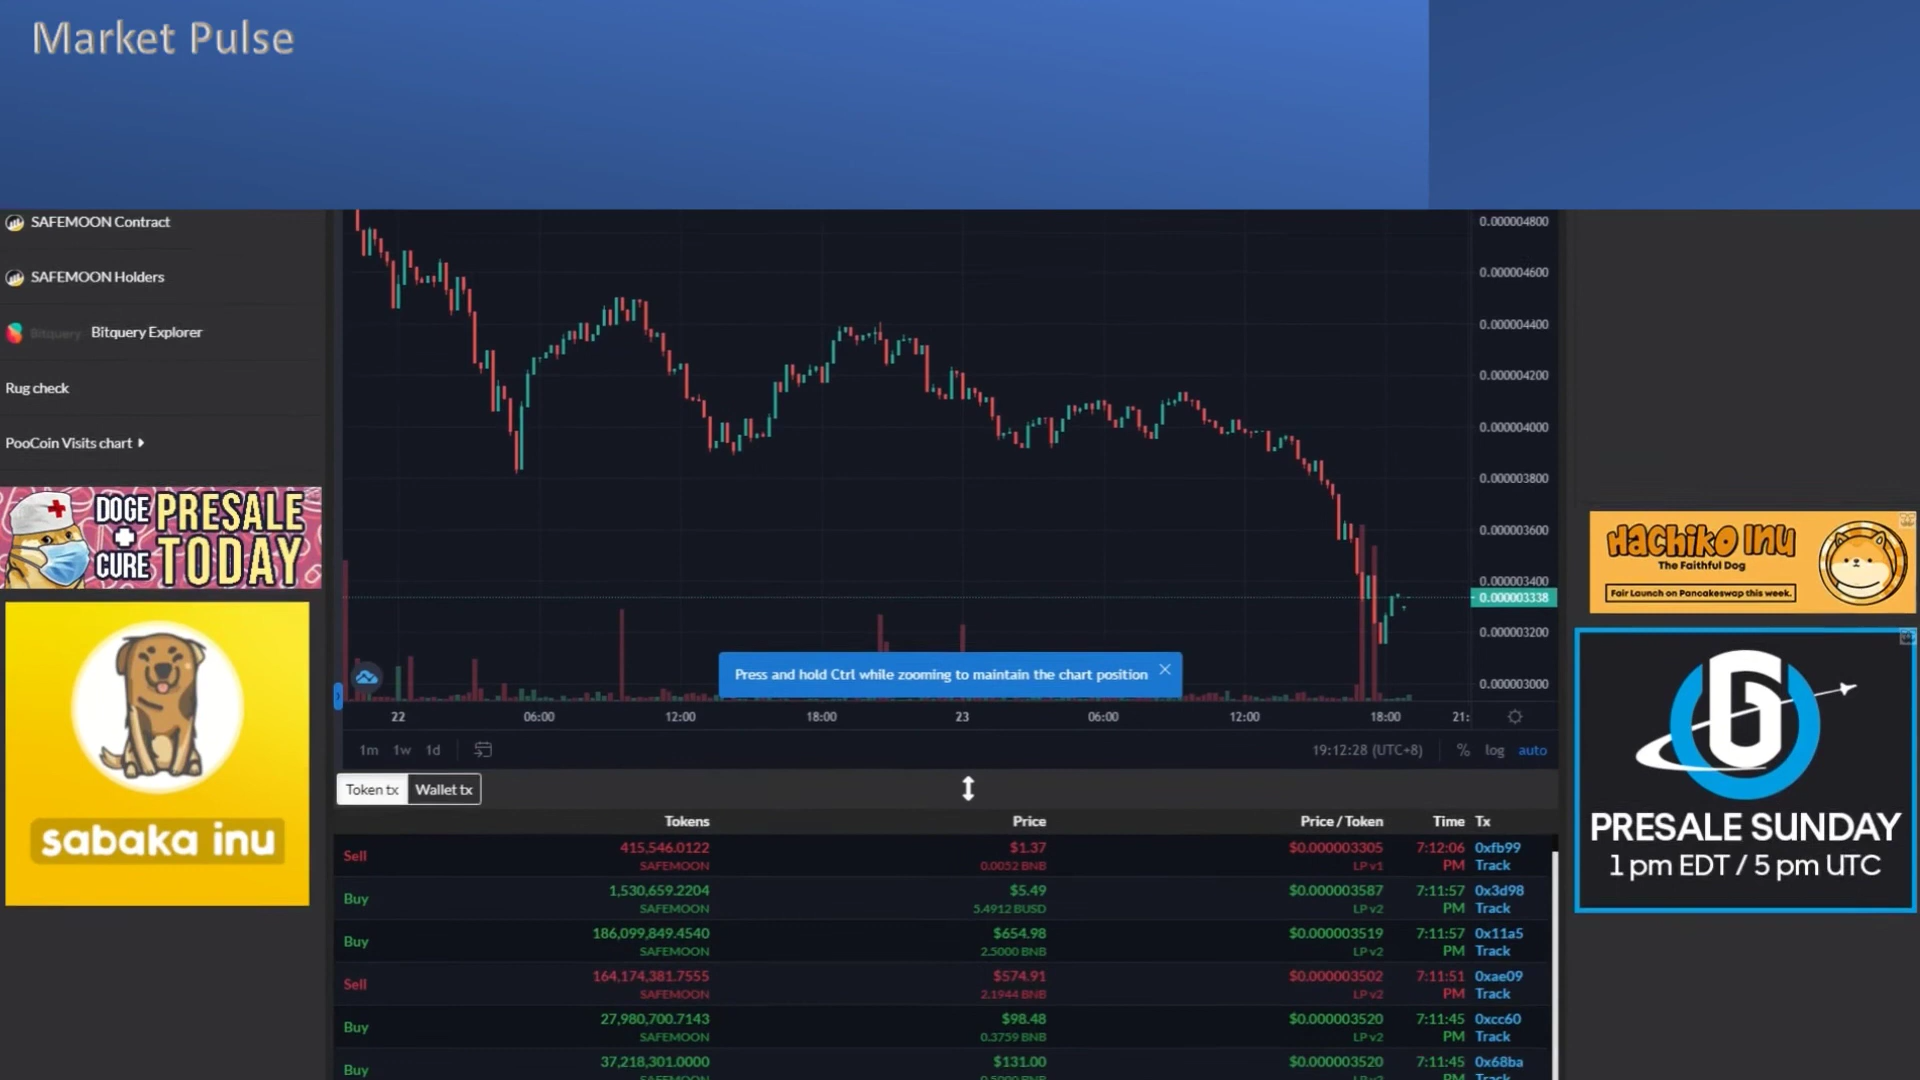 Market Pulse
SAFEMOON Contract
SAFEMOON Holders
Bitquery Bitquery Explorer
Rug check
PooCoin Visits chart
DOGE CURE PRESALE TODAY
sabaka inu
0.000004800
0.000004600
0.000004400
0.000004200
0.000004000
0.000003800
0.000003600
0.000003400
0.000003338
0.000003200
0.000003000
Press and hold Ctrl while zooming to maintain the chart position
22 06:00 12:00 18:00 23 06:00 12:00 18:00 21:
1m 1w 1d 19:12:28 (UTC+8) % log auto
Token tx Wallet tx
Tokens Price Price / Token Time Tx
Sell 415,546.0122 $1.37 $0.000003305 7:12:06 0xfb99
SAFEMOON 0.0052 BNB LP v1 PM Track
Buy 1,530,659.2204 $5.49 $0.000003587 7:11:57 0x3d98
SAFEMOON 5.4912 BUSD LP v2 PM Track
Buy 186,099,849.4540 $654.98 $0.000003519 7:11:57 0x11a5
SAFEMOON 2.5000 BNB LP v2 PM Track
Sell 164,174,381.7555 $574.91 $0.000003502 7:11:51 0xae09
SAFEMOON 2.1944 BNB LP v2 PM Track
Buy 27,980,700.7143 $98.48 $0.000003520 7:11:45 0xcc60
SAFEMOON 0.3759 BNB LP v2 PM Track
Buy 37,218,301.0000 $131.00 $0.000003520 7:11:45 0x68ba
Hachiko Inu
The Faithful Dog
Fair Launch on Pancakeswap this week.
PRESALE SUNDAY
1 pm EDT / 5 pm UTC